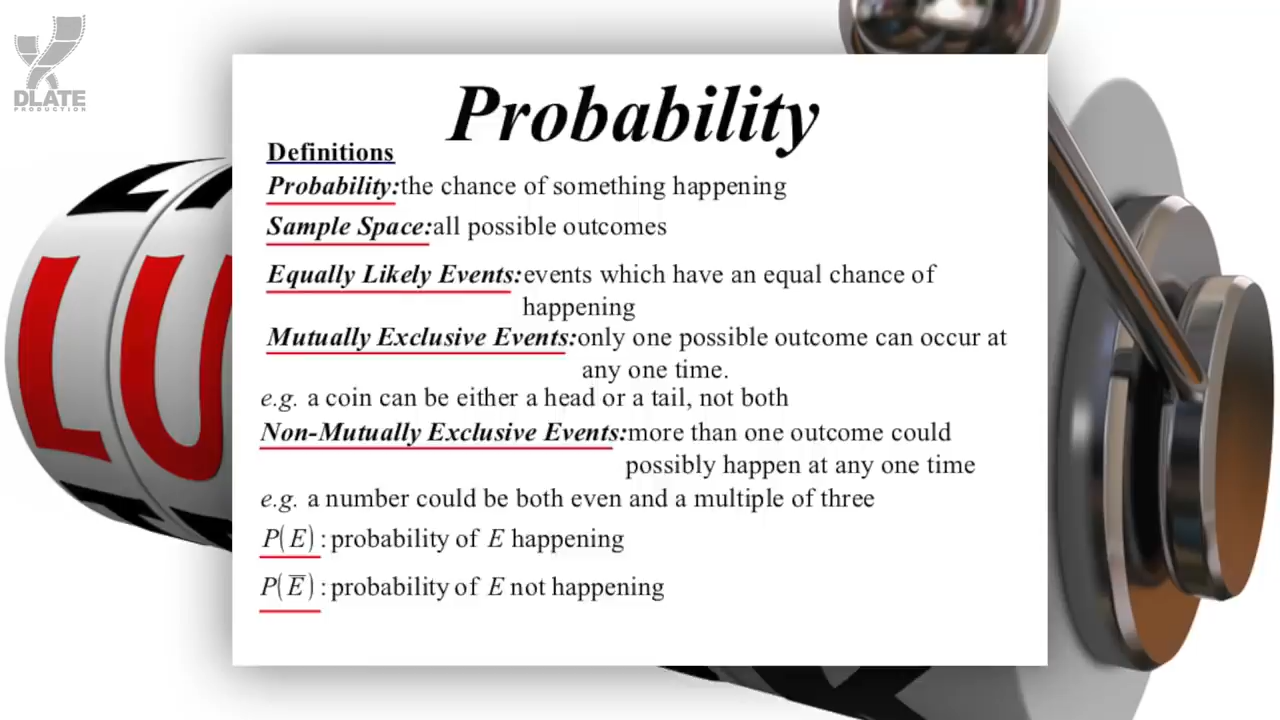 DLATE
PRODUCTION
Probability
Definitions
Probability:the chance of something happening
Sample Space:all possible outcomes
Equally Likely Events:events which have an equal chance of
happening
Mutually Exclusive Events:only one possible outcome can occur at
any one time.
e.g. a coin can be either a head or a tail, not both
Non-Mutually Exclusive Events:more than one outcome could
possibly happen at any one time
e.g. a number could be both even and a multiple of three
P(E) : probability of E happening
P(E̅) : probability of E not happening
LU